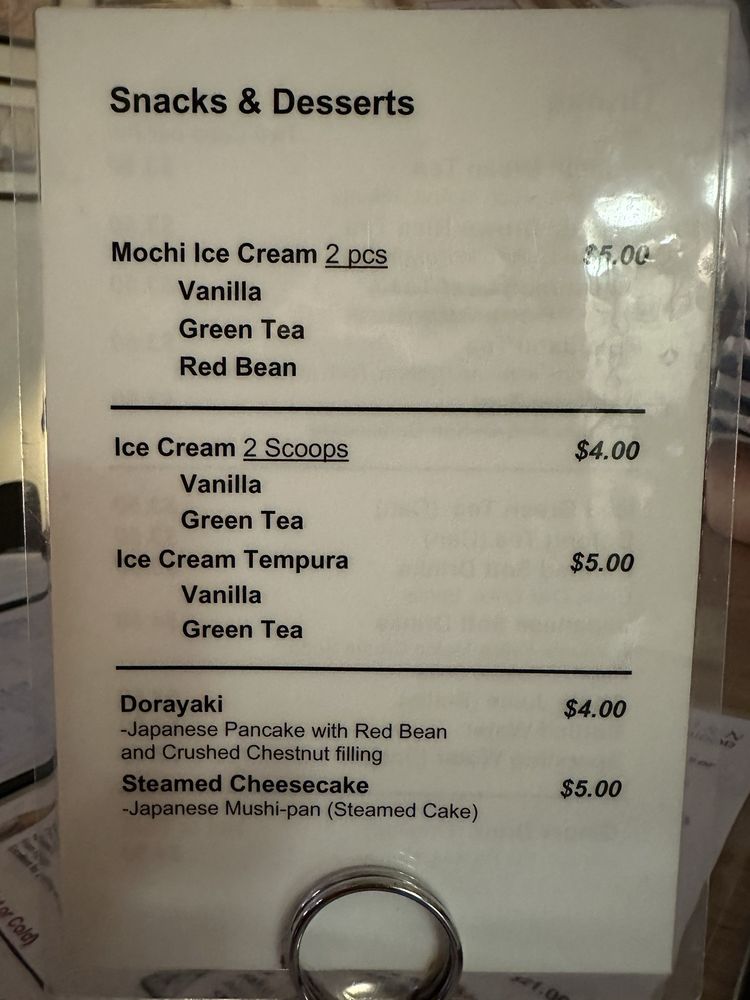 Snacks & Desserts
Mochi Ice Cream 2 pcs $5.00
Vanilla
Green Tea
Red Bean
Ice Cream 2 Scoops $4.00
Vanilla
Green Tea
Ice Cream Tempura $5.00
Vanilla
Green Tea
Dorayaki $4.00
-Japanese Pancake with Red Bean
and Crushed Chestnut filling
Steamed Cheesecake $5.00
-Japanese Mushi-pan (Steamed Cake)
or Cold)